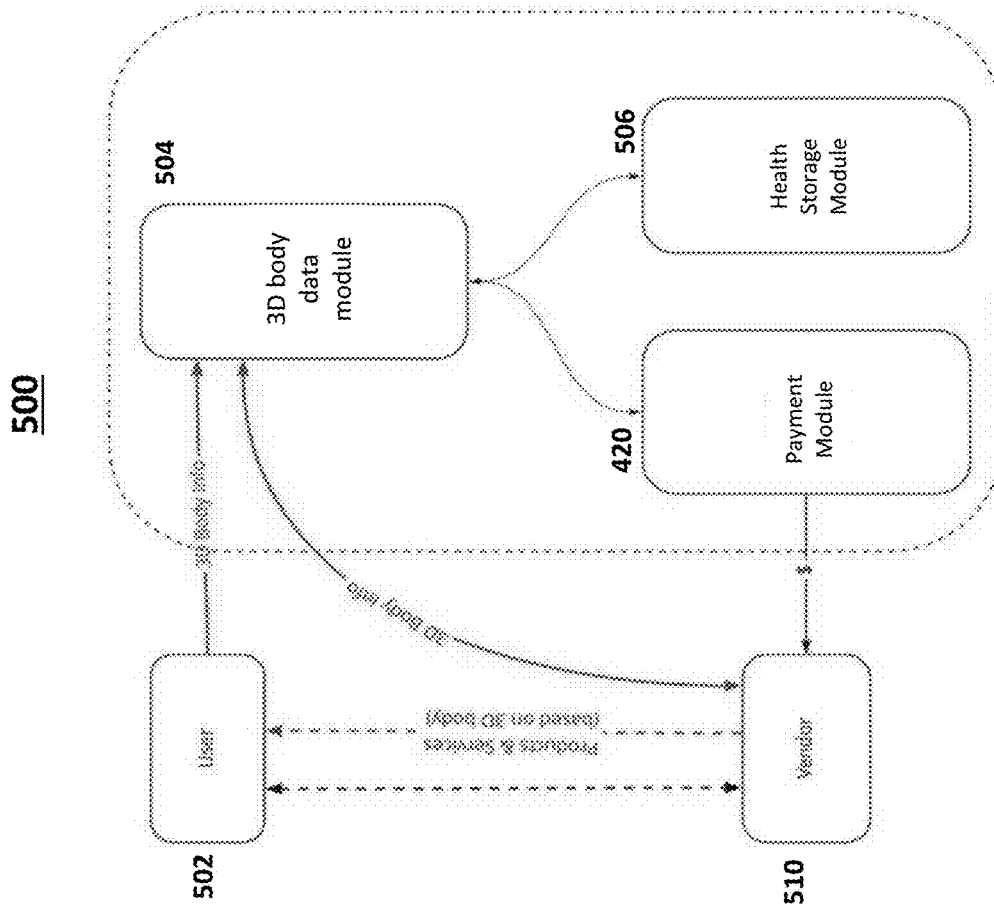 500
504
3D body
data
module
506
Health
Storage
Module
420
Payment
Module
3D Body Info
3D Body Info
$
Products & Services
(based on 3D body)
User
502
Vendor
510